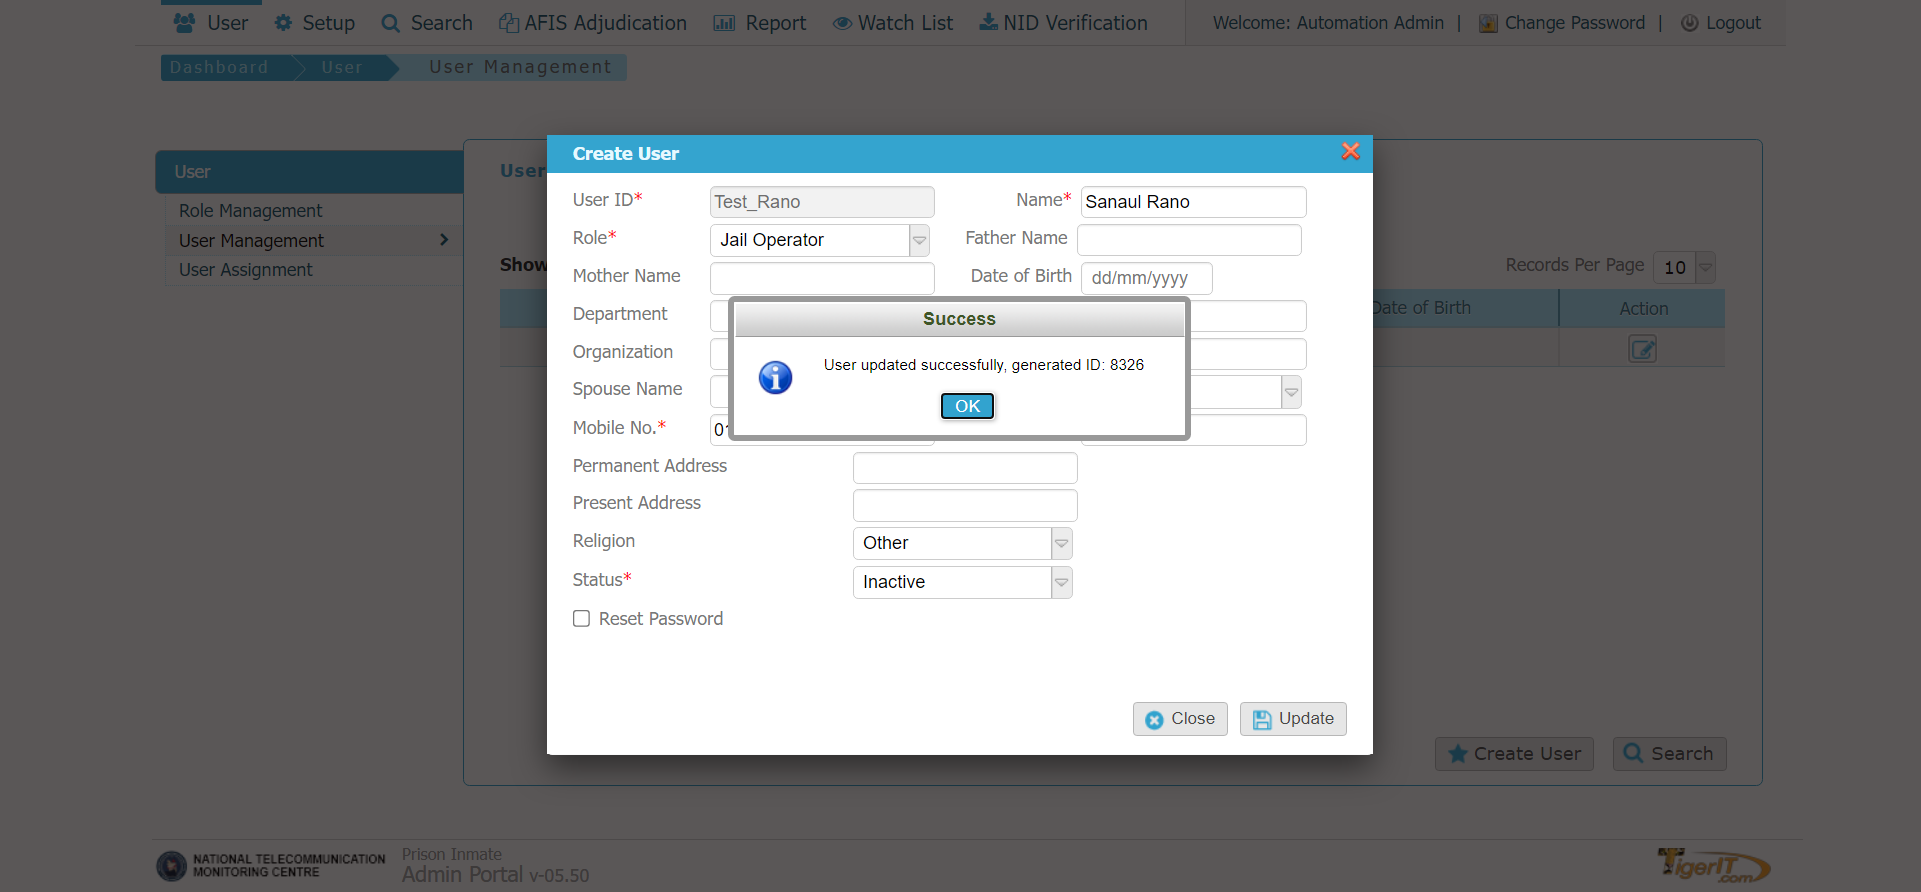 User Setup Search AFIS Adjudication Report Watch List NID Verification Welcome: Automation Admin | Change Password | Logout
Dashboard User User Management
User
Role Management
User Management
User Assignment
User
Show
Records Per Page 10
Date of Birth Action
Create User
User ID* Test_Rano Name* Sanaul Rano
Role* Jail Operator Father Name
Mother Name Date of Birth dd/mm/yyyy
Department
Organization
Spouse Name
Mobile No.*
Success
User updated successfully, generated ID: 8326
OK
Permanent Address
Present Address
Religion Other
Status* Inactive
Reset Password
Close Update
Create User Search
NATIONAL TELECOMMUNICATION
MONITORING CENTRE
Prison Inmate
Admin Portal v-05.50
TigerIT
.com